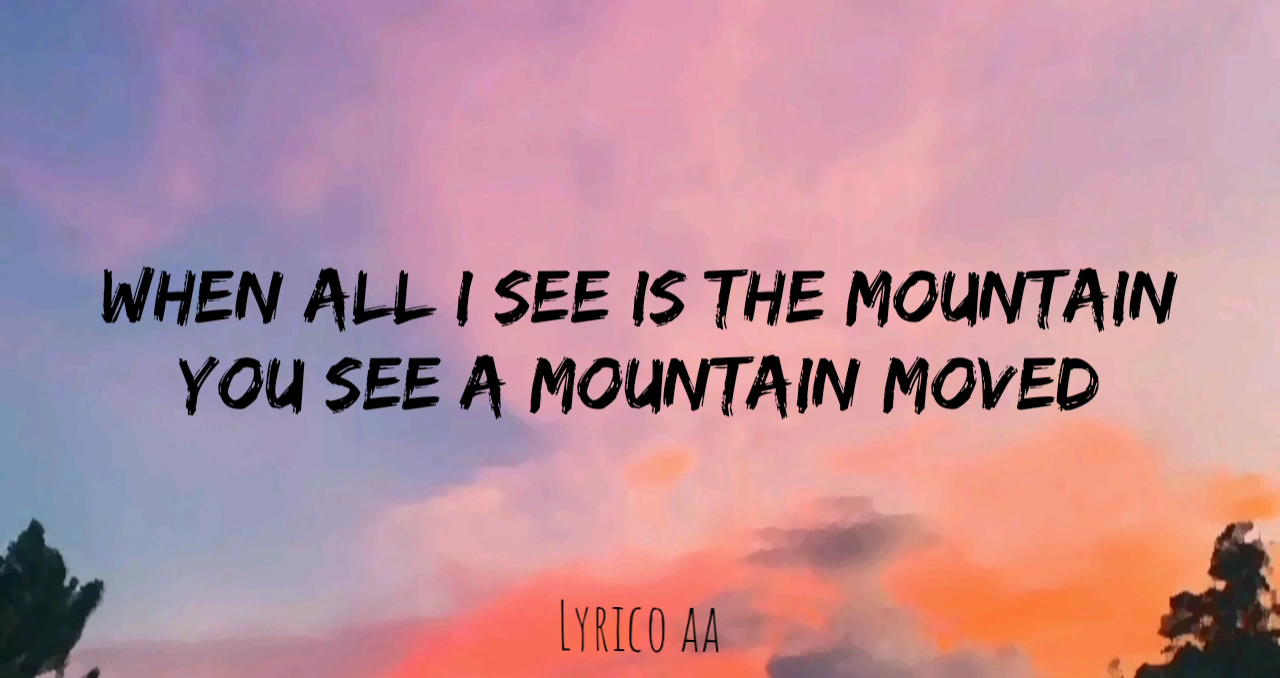 WHEN ALL I SEE IS THE MOUNTAIN
YOU SEE A MOUNTAIN MOVED
LYRICO AA